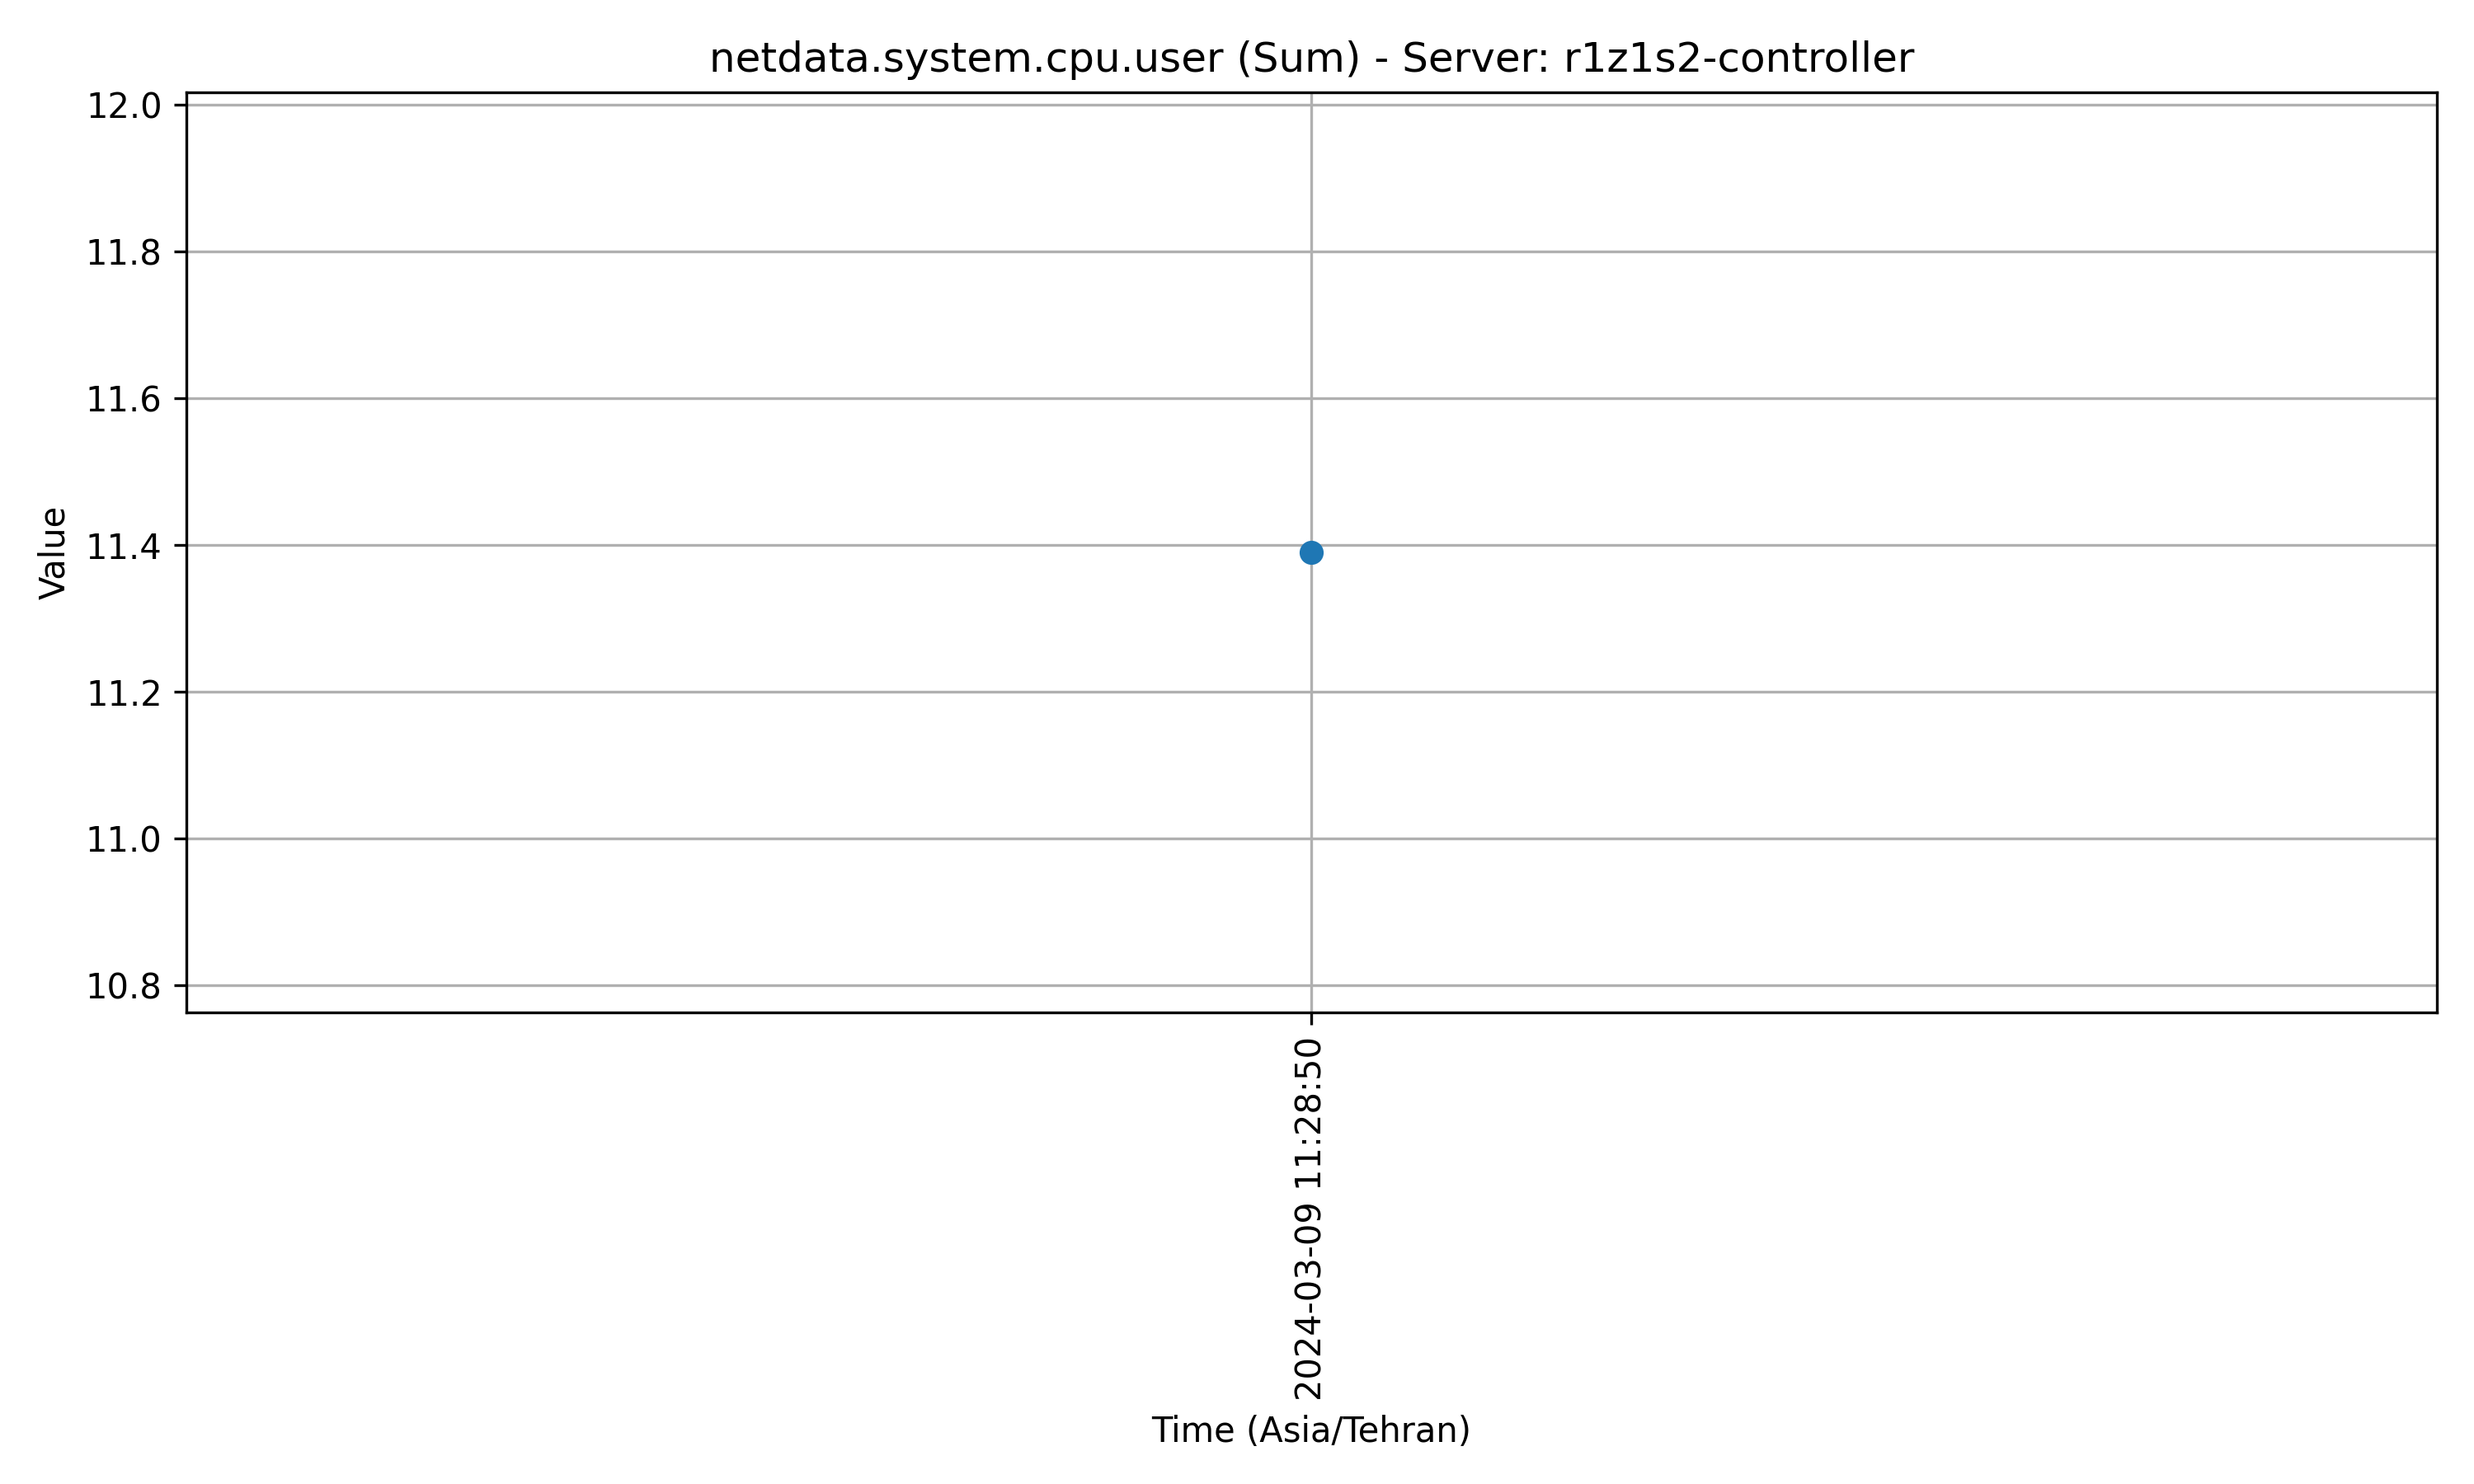 netdata.system.cpu.user (Sum) - Server: r1z1s2-controller
12.0
11.8
11.6
11.4
11.2
11.0
10.8
Value
2024-03-09 11:28:50
Time (Asia/Tehran)